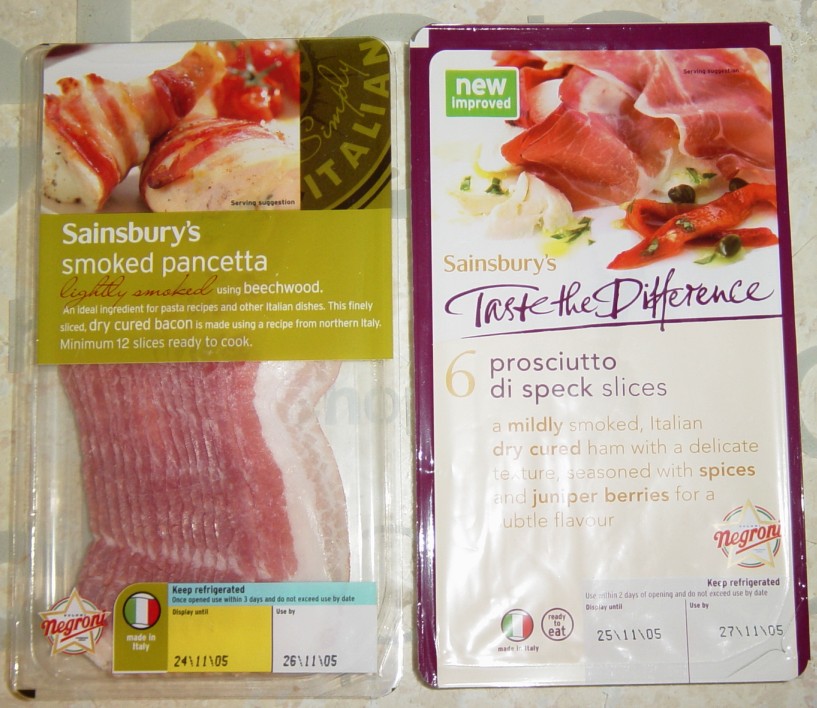 Simply
ITALIAN
Serving suggestion
Sainsbury's
smoked pancetta
lightly smoked using beechwood.
An ideal ingredient for pasta recipes and other Italian dishes. This finely
sliced, dry cured bacon is made using a recipe from northern Italy.
Minimum 12 slices ready to cook.
Negroni
made in
Italy
Keep refrigerated
Once opened use within 3 days and do not exceed use by date
Display until
Use by
24\11\05
26\11\05
new
improved
Serving suggestion
Sainsbury's
Taste the Difference
6 prosciutto
di speck slices
a mildly smoked, Italian
dry cured ham with a delicate
texture, seasoned with spices
and juniper berries for a
subtle flavour
Negroni
Keep refrigerated
Use within 2 days of opening and do not exceed use by date
Display until
Use by
made in Italy
ready
to
eat
25\11\05
27\11\05